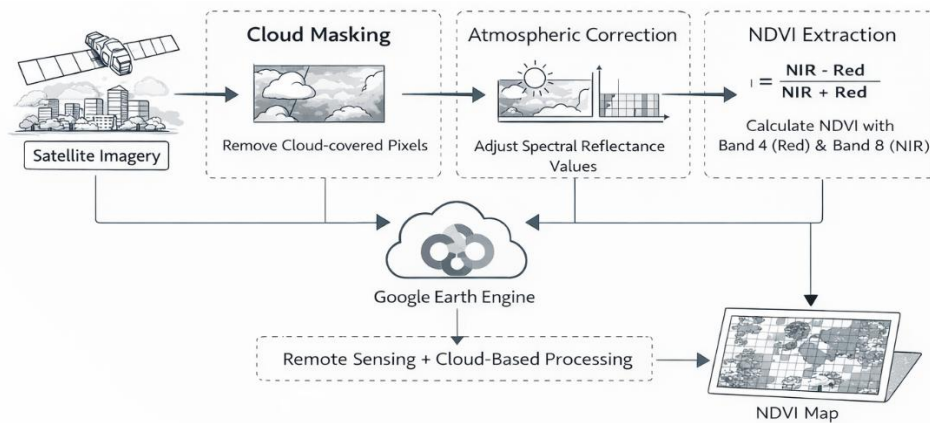 Cloud Masking
Atmospheric Correction
NDVI Extraction
= NIR - Red
NIR + Red
Satellite Imagery
Remove Cloud-covered Pixels
Adjust Spectral Reflectance
Values
Calculate NDVI with
Band 4 (Red) & Band 8 (NIR)
Google Earth Engine
Remote Sensing + Cloud-Based Processing
NDVI Map